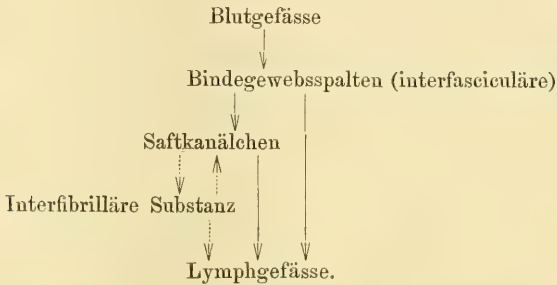 Blutgefässe
Bindegewebsspalten (interfasciculäre)
Saftkanälchen
Interfibrilläre Substanz
Lymphgefässe.